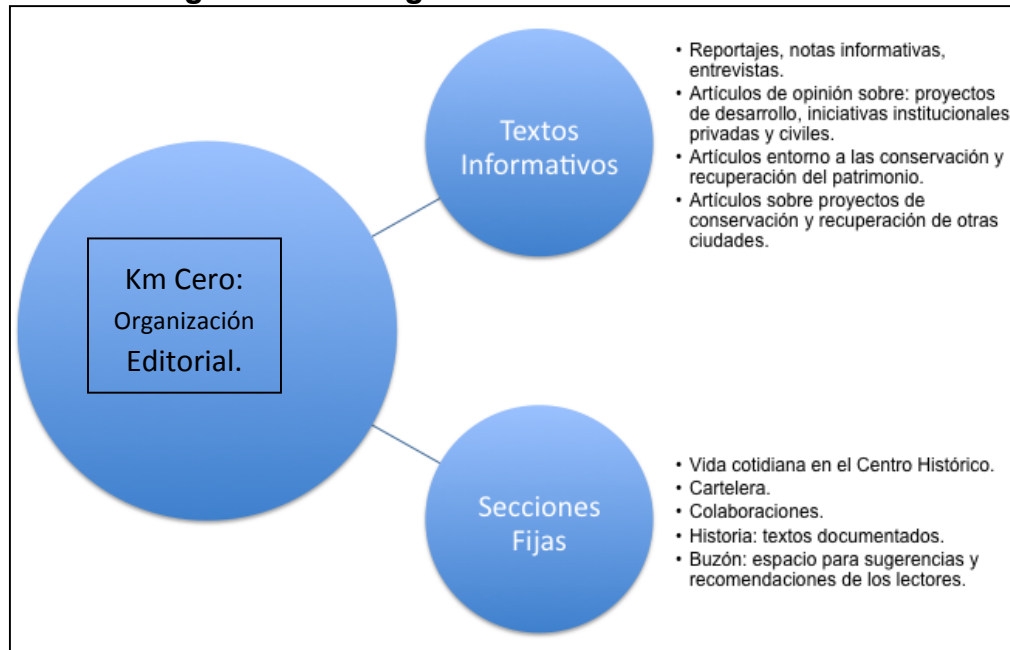 Km Cero:
Organización
Editorial.
Textos
Informativos
• Reportajes, notas informativas,
entrevistas.
• Artículos de opinión sobre: proyectos
de desarrollo, iniciativas institucionales
privadas y civiles.
• Artículos entorno a las conservación y
recuperación del patrimonio.
• Artículos sobre proyectos de
conservación y recuperación de otras
ciudades.
Secciones
Fijas
• Vida cotidiana en el Centro Histórico.
• Cartelera.
• Colaboraciones.
• Historia: textos documentados.
• Buzón: espacio para sugerencias y
recomendaciones de los lectores.